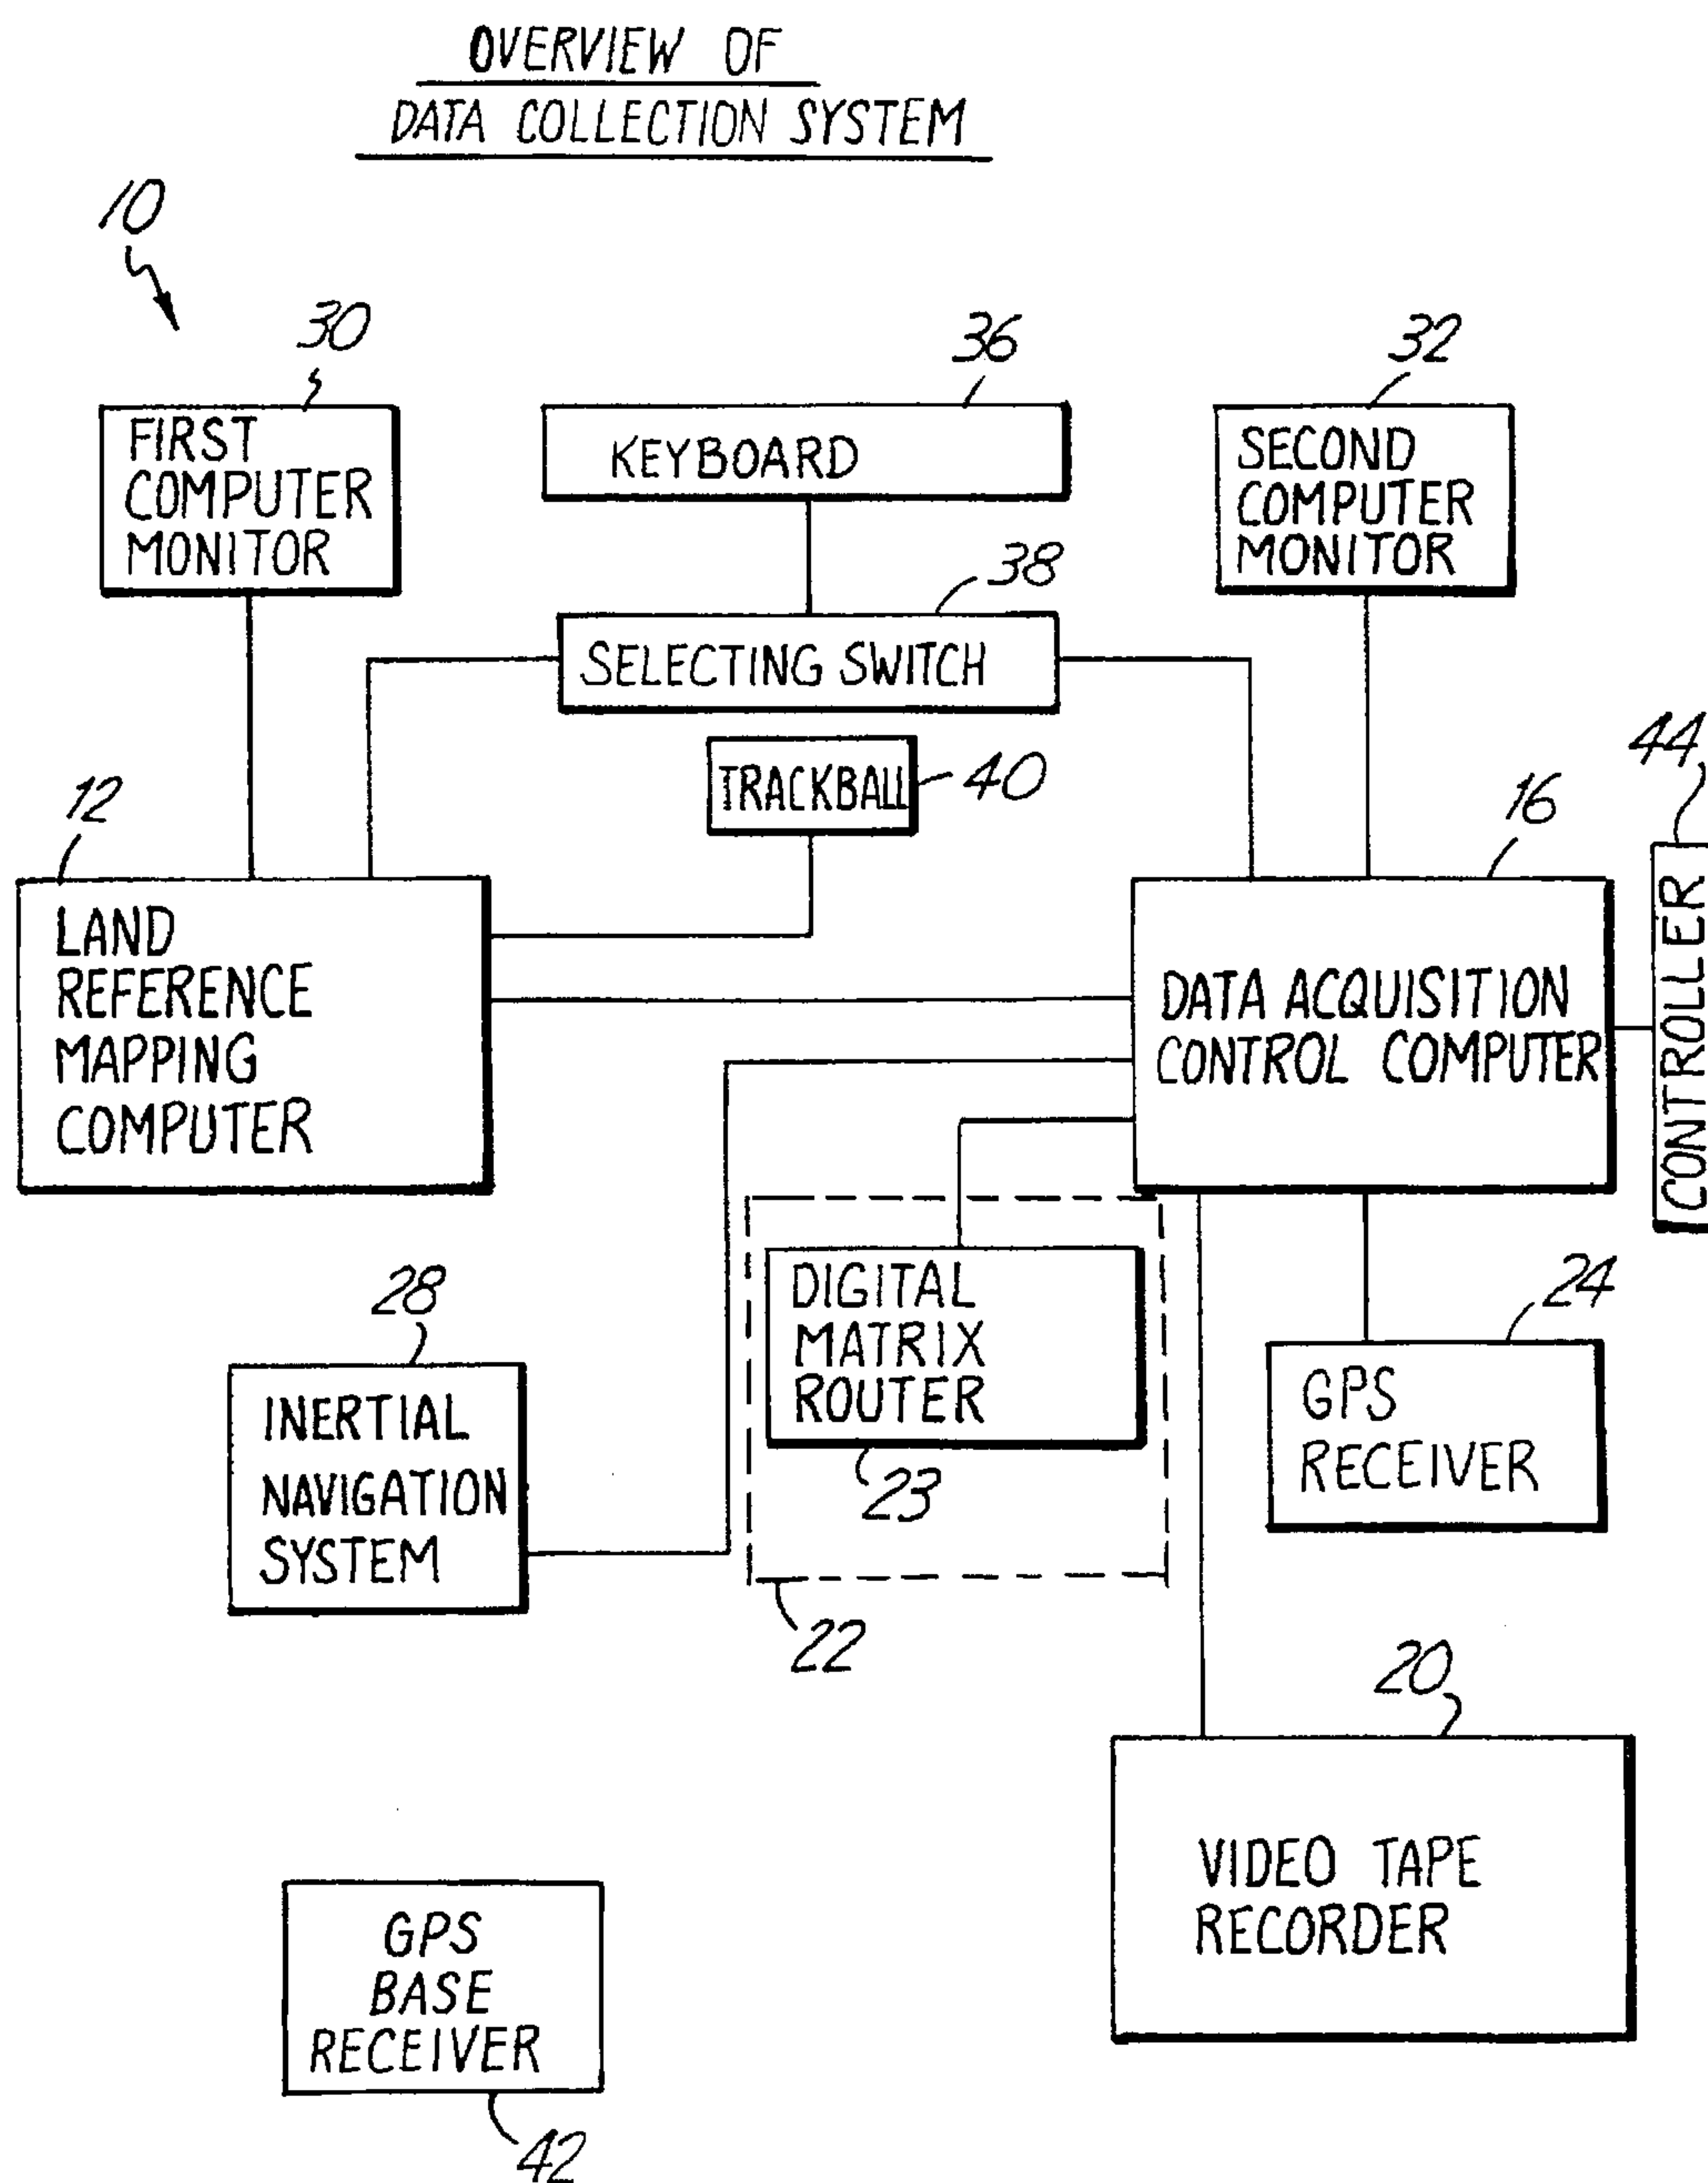 OVERVIEW OF
DATA COLLECTION SYSTEM
10
30
36
32
FIRST
COMPUTER
MONITOR
KEYBOARD
SECOND
COMPUTER
MONITOR
38
SELECTING SWITCH
44
TRACKBALL
40
12
16
LAND
REFERENCE
MAPPING
COMPUTER
DATA ACQUISITION
CONTROL COMPUTER
CONTROLLER
28
DIGITAL
MATRIX
ROUTER
23
24
INERTIAL
NAVIGATION
SYSTEM
GPS
RECEIVER
22
20
VIDEO TAPE
RECORDER
GPS
BASE
RECEIVER
42